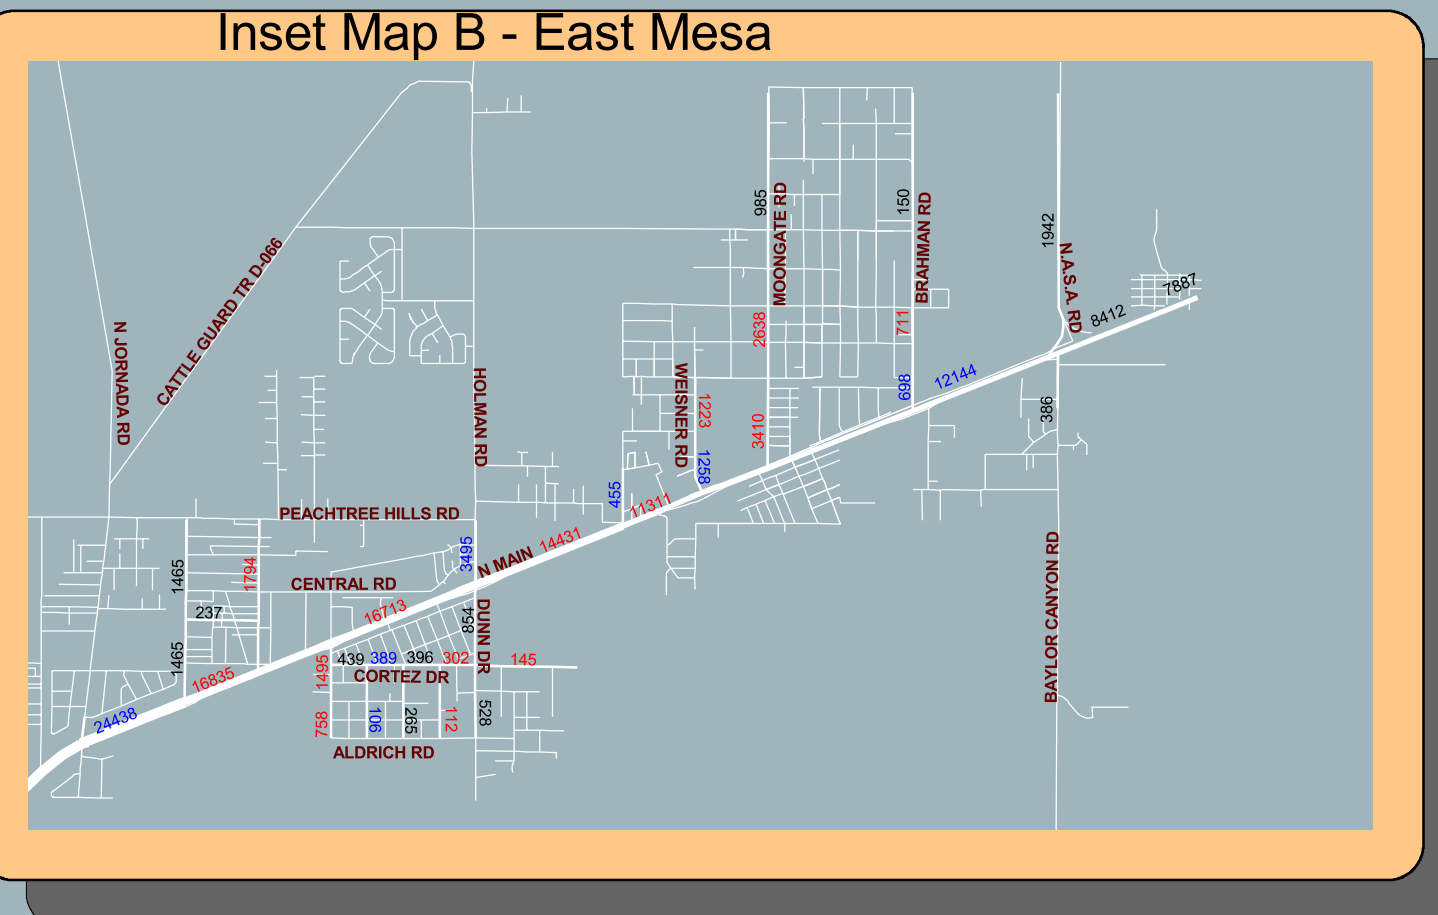 Inset Map B - East Mesa
985
MOONGATE RD
150
BRAHMAN RD
1942
N.A.S.A. RD
7887
8412
CATTLE GUARD TR D-066
N JORNADA RD
HOLMAN RD
2638
711
WEISNER RD
1223
698
12144
386
3410
1258
455
11311
PEACHTREE HILLS RD
14431
N MAIN
3495
1465
1794
CENTRAL RD
BAYLOR CANYON RD
237
16713
854
DUNN DR
1465
16835
1495
439
389
396
302
145
CORTEZ DR
24438
758
106
265
112
528
ALDRICH RD